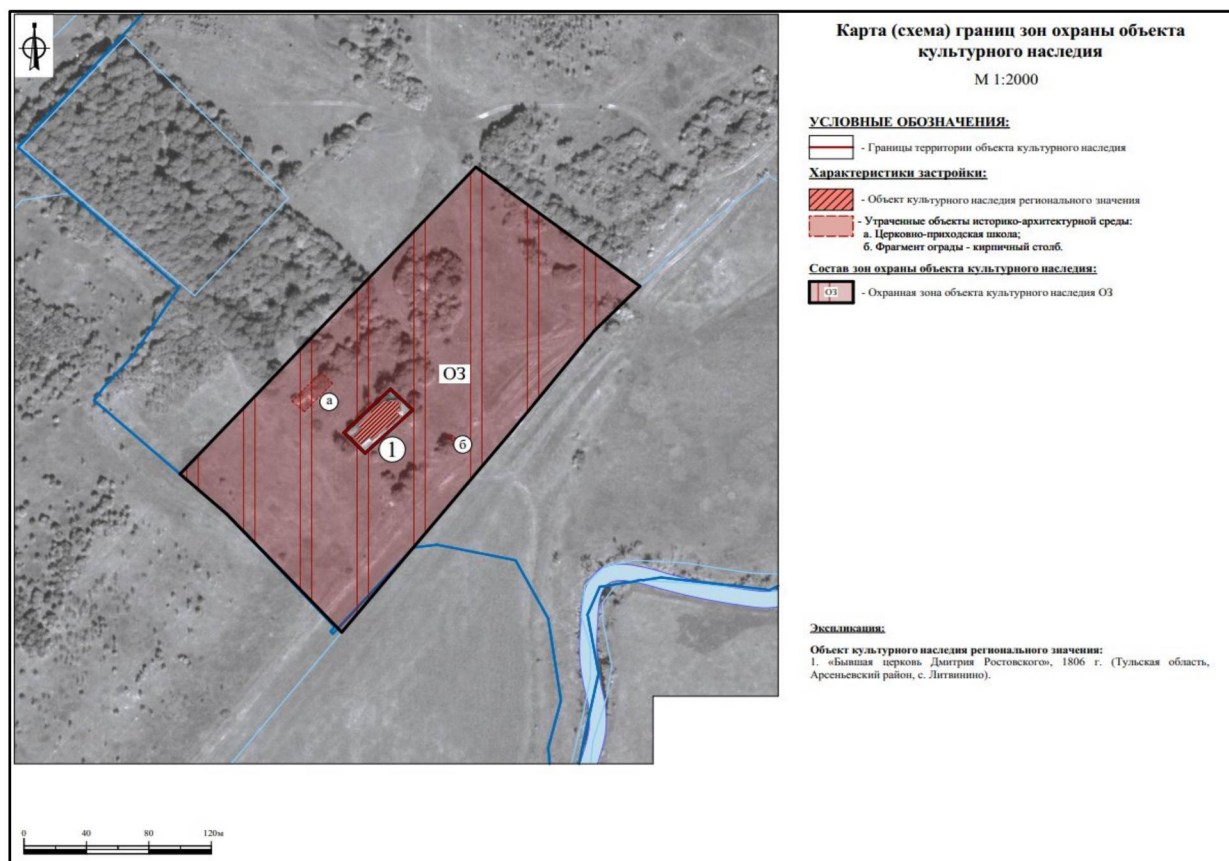 Карта (схема) границ зон охраны объекта
культурного наследия
М 1:2000
УСЛОВНЫЕ ОБОЗНАЧЕНИЯ:
- Границы территории объекта культурного наследия
Характеристики застройки:
- Объект культурного наследия регионального значения
- Утраченные объекты историко-архитектурной среды:
а. Церковно-приходская школа;
б. Фрагмент ограды - кирпичный столб.
Состав зон охраны объекта культурного наследия:
ОЗ
- Охранная зона объекта культурного наследия ОЗ
ОЗ
а
1
б
Экспликация:
Объект культурного наследия регионального значения:
1. «Бывшая церковь Дмитрия Ростовского», 1806 г. (Тульская область,
Арсеньевский район, с. Литвинино).
0 40 80 120м